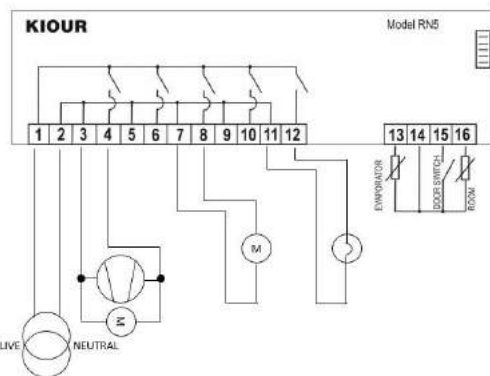 KIOUR
Model RN5
1 2 3 4 5 6 7 8 9 10 11 12
13 14 15 16
EVAPORATOR
DOOR SWITCH
ROOM
M
M
LIVE
NEUTRAL